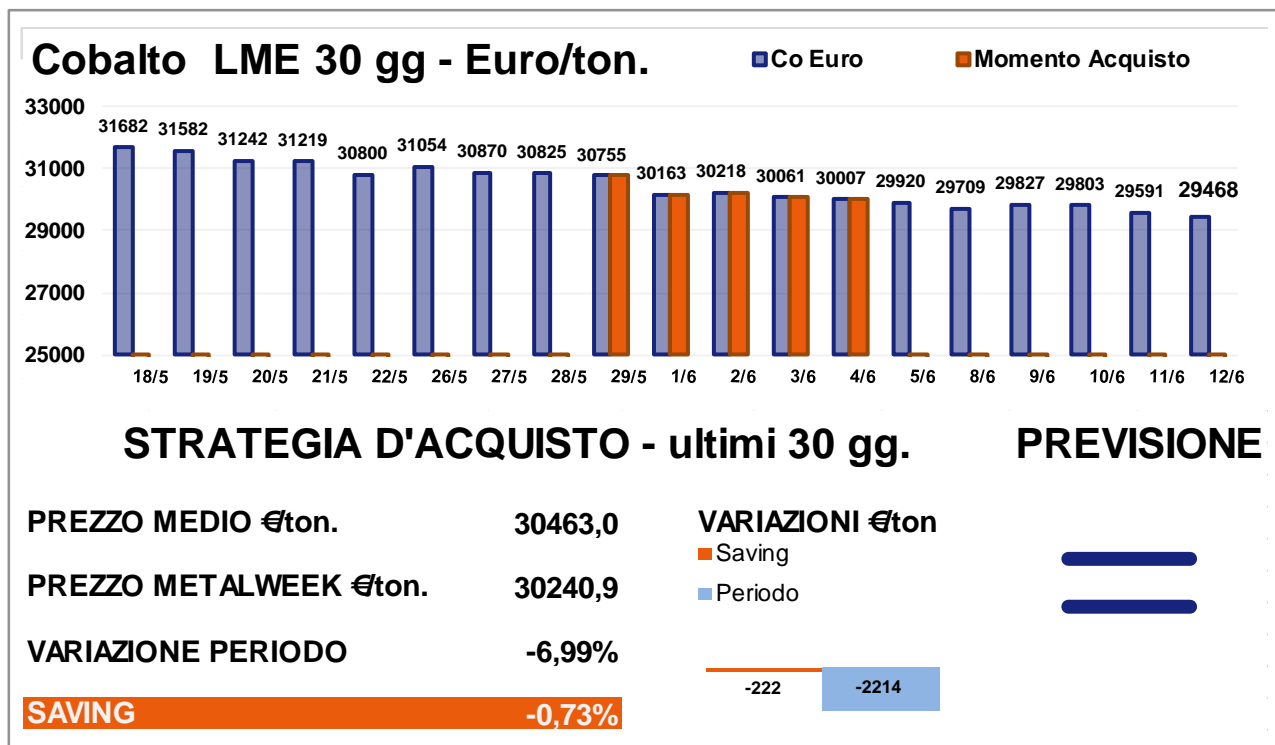 Cobalto LME 30 gg - Euro/ton.
Co Euro
Momento Acquisto
33000
31000
29000
27000
25000
31682 31582 31242 31219 30800 31054 30870 30825 30755 30163 30218 30061 30007 29920 29709 29827 29803 29591 29468
18/5 19/5 20/5 21/5 22/5 26/5 27/5 28/5 29/5 1/6 2/6 3/6 4/6 5/6 8/6 9/6 10/6 11/6 12/6
STRATEGIA D'ACQUISTO - ultimi 30 gg.
PREVISIONE
PREZZO MEDIO €/ton. 30463,0
PREZZO METALWEEK €/ton. 30240,9
VARIAZIONE PERIODO -6,99%
SAVING -0,73%
VARIAZIONI €/ton
Saving
Periodo
-222 -2214